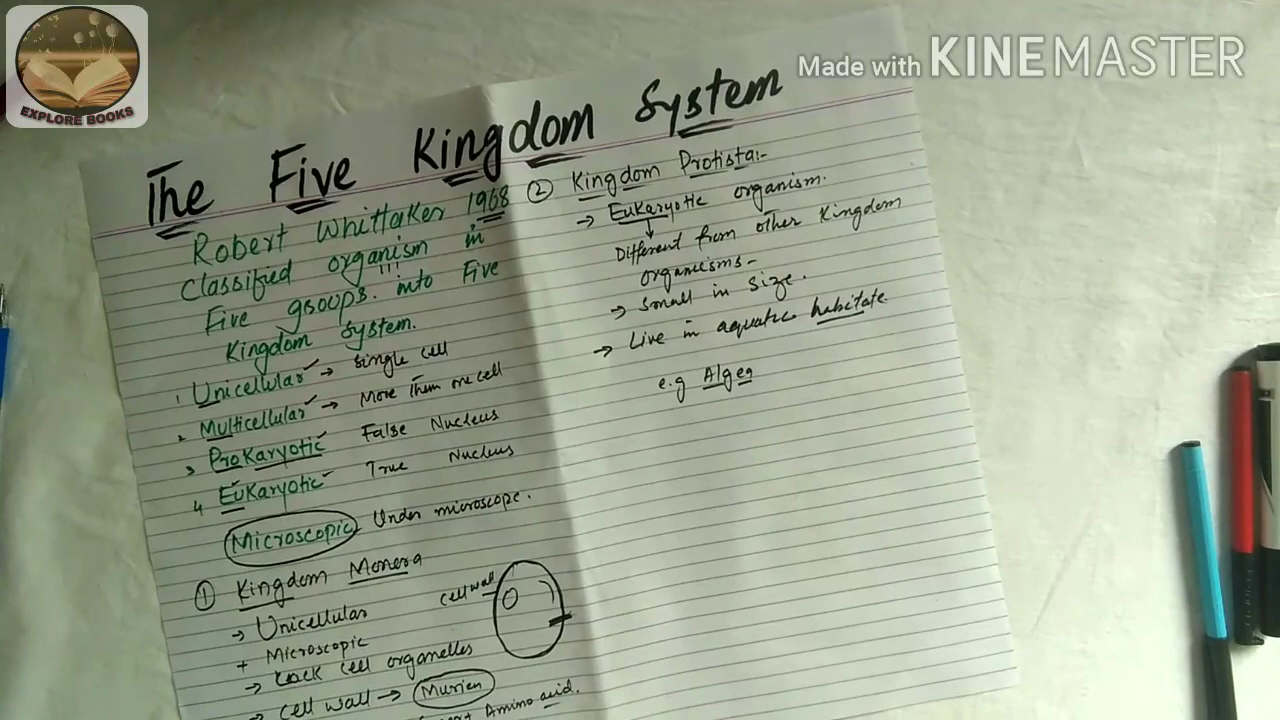 EXPLORE BOOKS
Made with KINEMASTER
The Five Kingdom System
Robert Whittaker 1968
Classified organism in
Five groops. into Five
Kingdom system.
1 Unicellular → Single cell
2 Multicellular → More Them one cell
3 ProKaryotic False Nucleus
4 EuKaryotic True Nucleus
Microscopic Under microscope.
① Kingdom Monera
→ Unicellular
+ Microscopic
→ Lack cell organelles
→ Cell wall → Murien
Amino acid.
cell wall
② Kingdom Protista:-
→ EuKaryotic organism.
↓
Different from other Kingdom
organiesms-
→ Small in size.
→ Live in aquatic habitate
e.g Algea